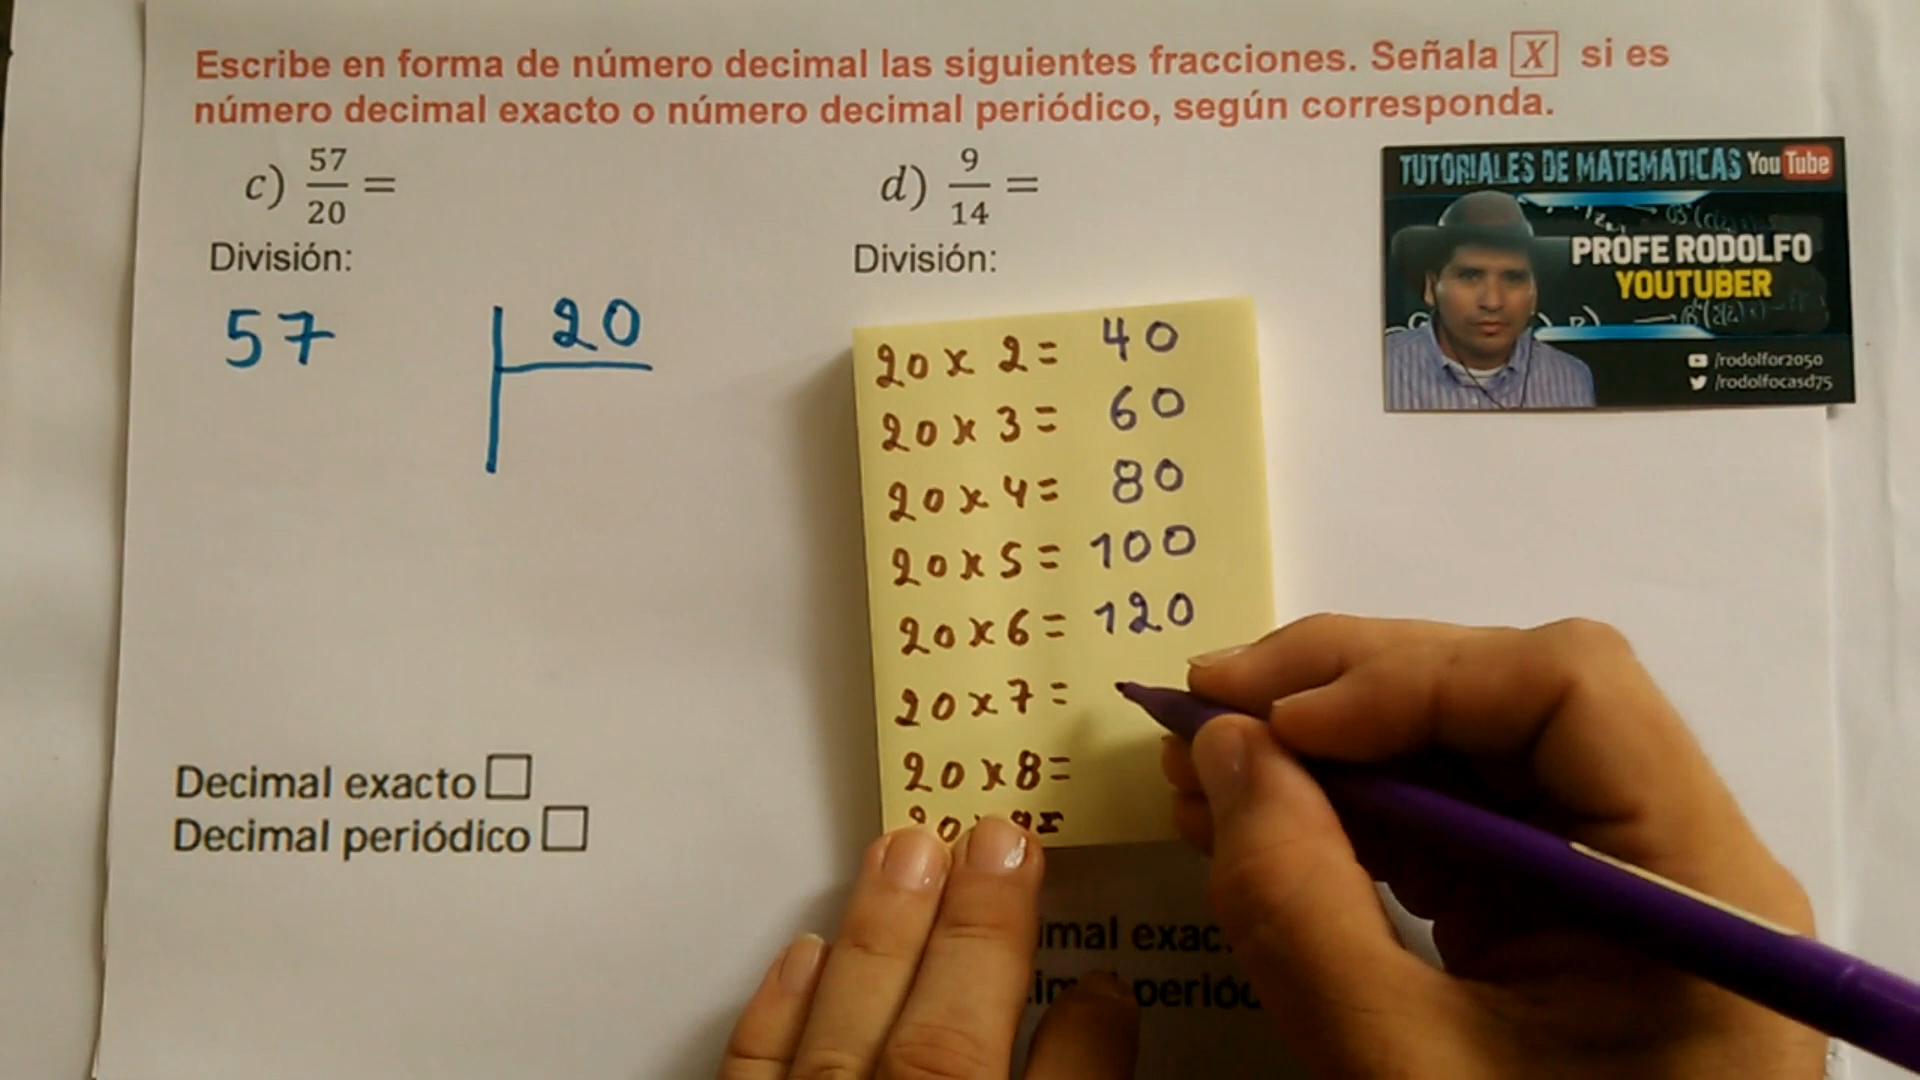 Escribe en forma de número decimal las siguientes fracciones. Señala X si es
número decimal exacto o número decimal periódico, según corresponda.
c) 57/20 =
d) 9/14 =
División:
División:
57 20
20 x 2 = 40
20 x 3 = 60
20 x 4 = 80
20 x 5 = 100
20 x 6 = 120
20 x 7 =
20 x 8 =
20 x 9 =
Decimal exacto
Decimal periódico
TUTORIALES DE MATEMATICAS YouTube
PROFE RODOLFO
YOUTUBER
/rodolfor2050
/rodolfocasd75